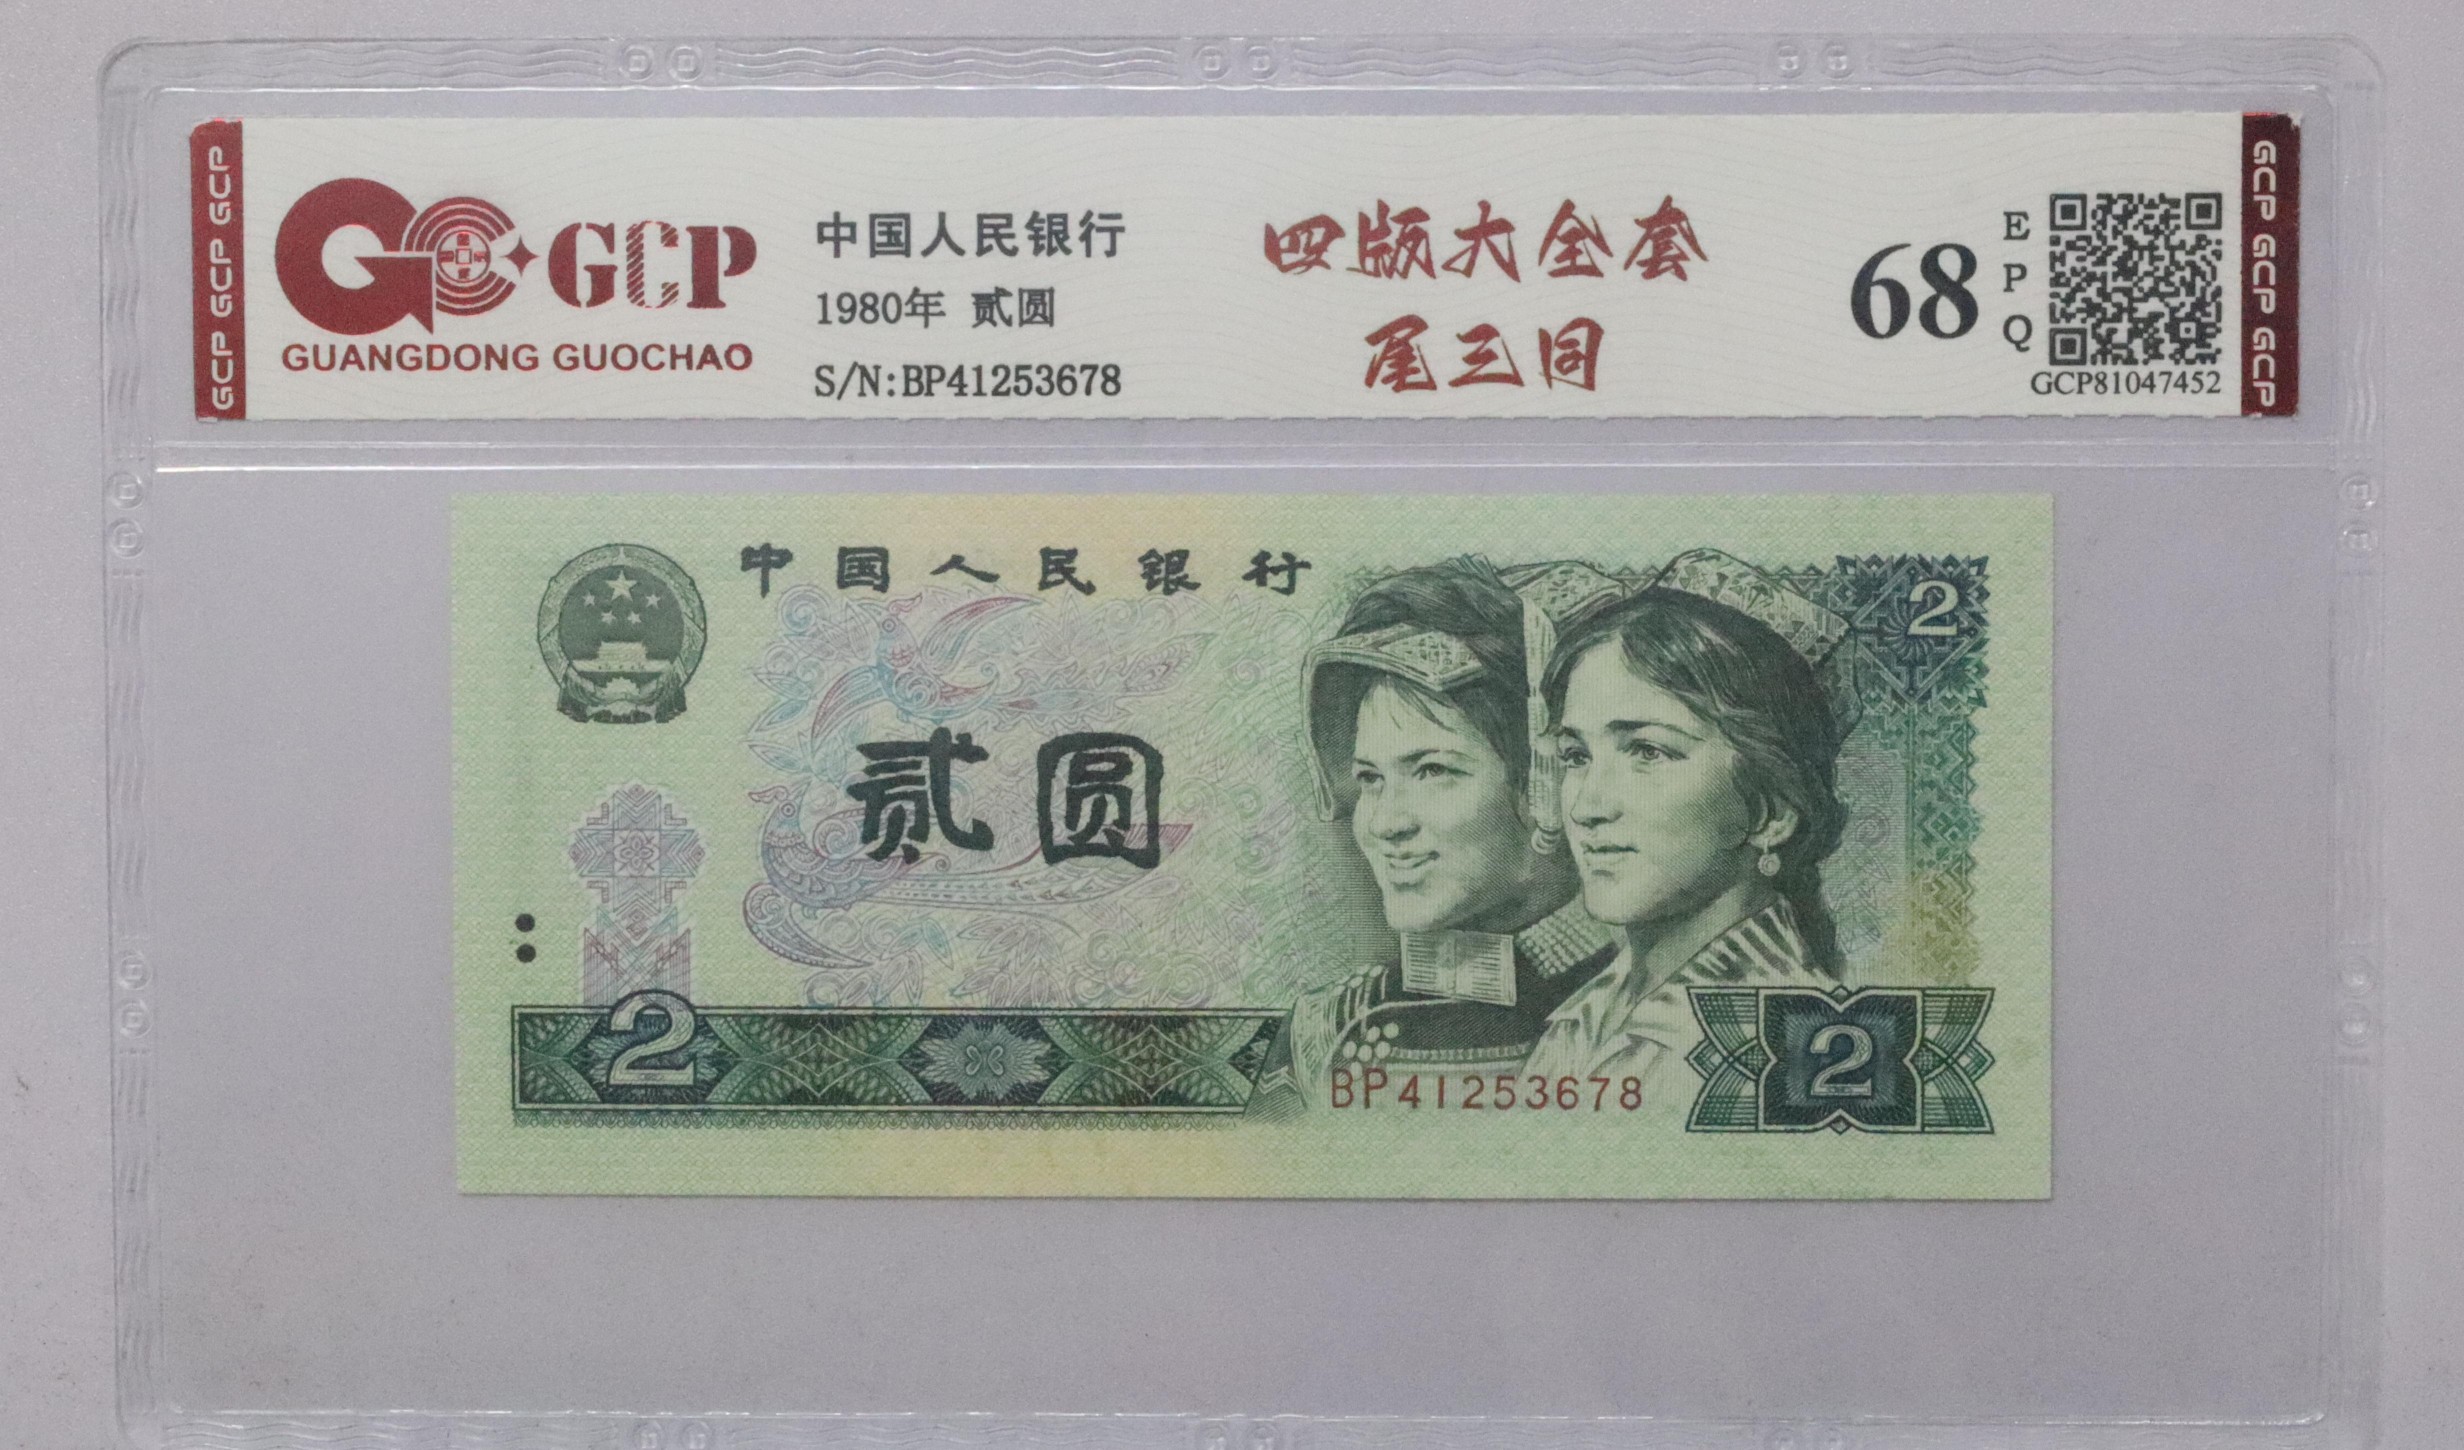 GCP GCP GCP
GCP
GUANGDONG GUOCHAO
中国人民银行
1980年 贰圆
S/N:BP41253678
四版大全套
尾三同
68
EPQ
GCP81047452
GCP GCP GCP
中国人民银行
2
贰圆
2
BP41253678
2